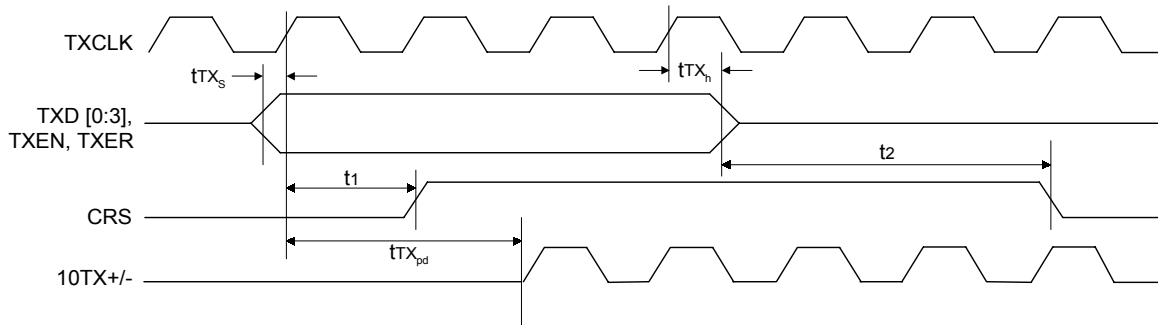 TXCLK
tTXs
tTXh
TXD [0:3],
TXEN, TXER
t1
t2
CRS
tTXpd
10TX+/-